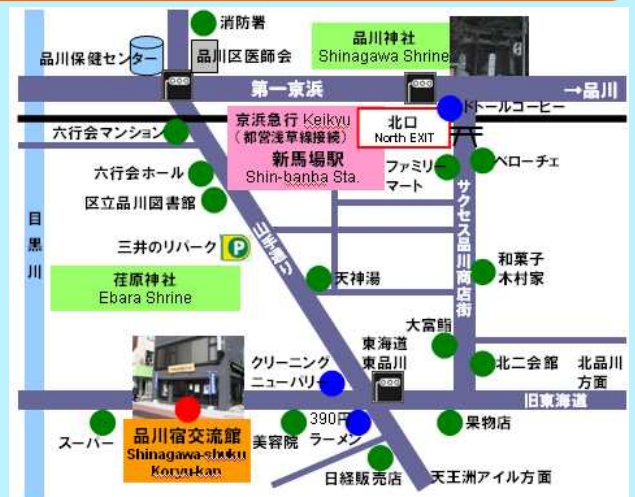 消防署
品川保健センター
品川区医師会
品川神社
Shinagawa Shrine
第一京浜
→品川
京浜急行 Keikyu
(都営浅草線接続)
新馬場駅
Shin-banba Sta.
北口
North EXIT
ドトールコーヒー
六行会マンション
ファミリー
マート
ベローチェ
六行会ホール
区立品川図書館
目黒川
サクセス品川商店街
山手通り
三井のリパーク
P
荏原神社
Ebara Shrine
天神湯
和菓子
木村家
大富鮨
東海道
東品川
クリーニング
ニューパリー
北二会館
北品川
方面
旧東海道
スーパー
品川宿交流館
Shinagawa-shuku
Koryu-kan
美容院
390円
ラーメン
果物店
日経販売店
天王洲アイル方面